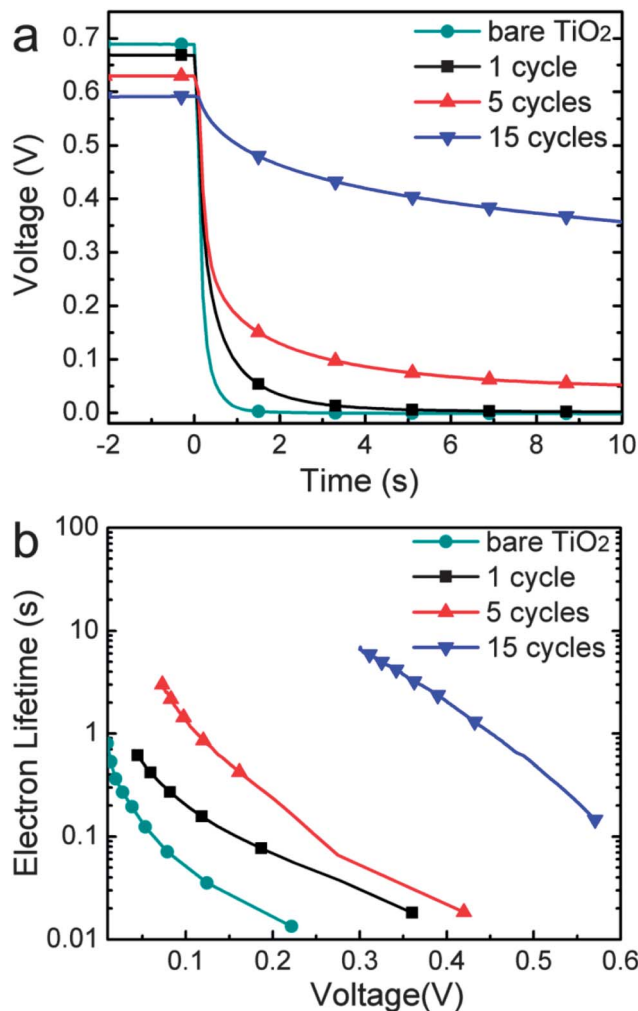 a
bare TiO₂
1 cycle
5 cycles
15 cycles
Voltage (V)
0.7
0.6
0.5
0.4
0.3
0.2
0.1
0.0
-2 0 2 4 6 8 10
Time (s)
b
bare TiO₂
1 cycle
5 cycles
15 cycles
Electron Lifetime (s)
100
10
1
0.1
0.01
0.1 0.2 0.3 0.4 0.5 0.6
Voltage(V)